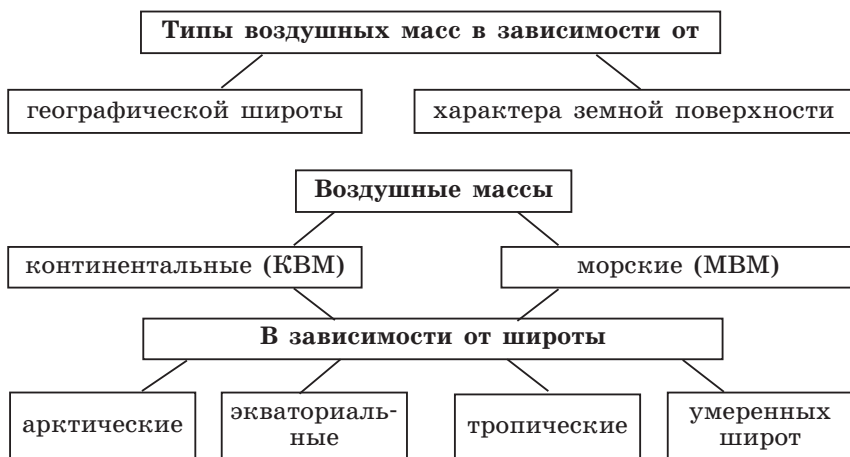 Типы воздушных масс в зависимости от
географической широты
характера земной поверхности
Воздушные массы
континентальные (КВМ)
морские (МВМ)
В зависимости от широты
арктические
экваториаль-
ные
тропические
умеренных
широт